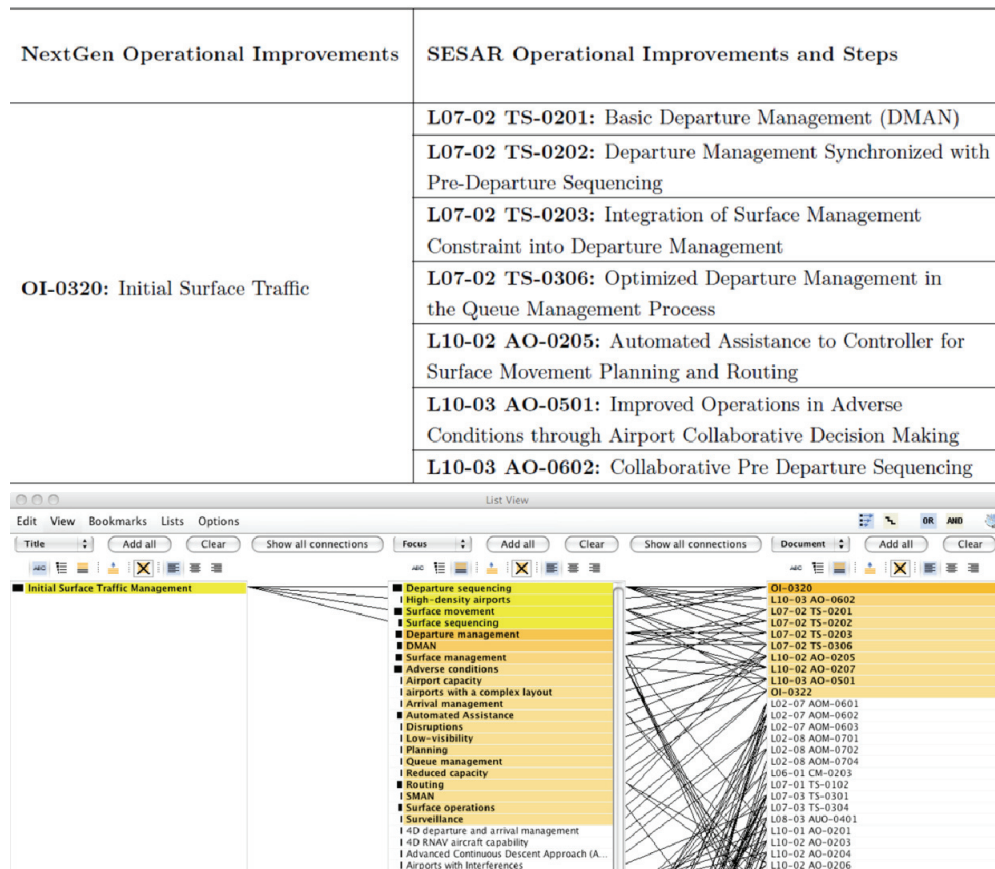 NextGen Operational Improvements
SESAR Operational Improvements and Steps
OI-0320: Initial Surface Traffic
L07-02 TS-0201: Basic Departure Management (DMAN)
L07-02 TS-0202: Departure Management Synchronized with
Pre-Departure Sequencing
L07-02 TS-0203: Integration of Surface Management
Constraint into Departure Management
L07-02 TS-0306: Optimized Departure Management in
the Queue Management Process
L10-02 AO-0205: Automated Assistance to Controller for
Surface Movement Planning and Routing
L10-03 AO-0501: Improved Operations in Adverse
Conditions through Airport Collaborative Decision Making
L10-03 AO-0602: Collaborative Pre Departure Sequencing
List View
Edit View Bookmarks Lists Options
OR AND
Title Add all Clear Show all connections Focus Add all Clear Show all connections Document Add all Clear
ABC ABC ABC
Initial Surface Traffic Management
Departure sequencing
High-density airports
Surface movement
Surface sequencing
Departure management
DMAN
Surface management
Adverse conditions
Airport capacity
airports with a complex layout
Arrival management
Automated Assistance
Disruptions
Low-visibility
Planning
Queue management
Reduced capacity
Routing
SMAN
Surface operations
Surveillance
4D departure and arrival management
4D RNAV aircraft capability
Advanced Continuous Descent Approach (A...
Airports with Interferences
OI-0320
L10-03 AO-0602
L07-02 TS-0201
L07-02 TS-0202
L07-02 TS-0203
L07-02 TS-0306
L10-02 AO-0205
L10-02 AO-0207
L10-03 AO-0501
OI-0322
L02-07 AOM-0601
L02-07 AOM-0602
L02-07 AOM-0603
L02-08 AOM-0701
L02-08 AOM-0702
L02-08 AOM-0704
L06-01 CM-0203
L07-01 TS-0102
L07-03 TS-0301
L07-03 TS-0304
L08-03 AUO-0401
L10-01 AO-0201
L10-02 AO-0203
L10-02 AO-0204
L10-02 AO-0206